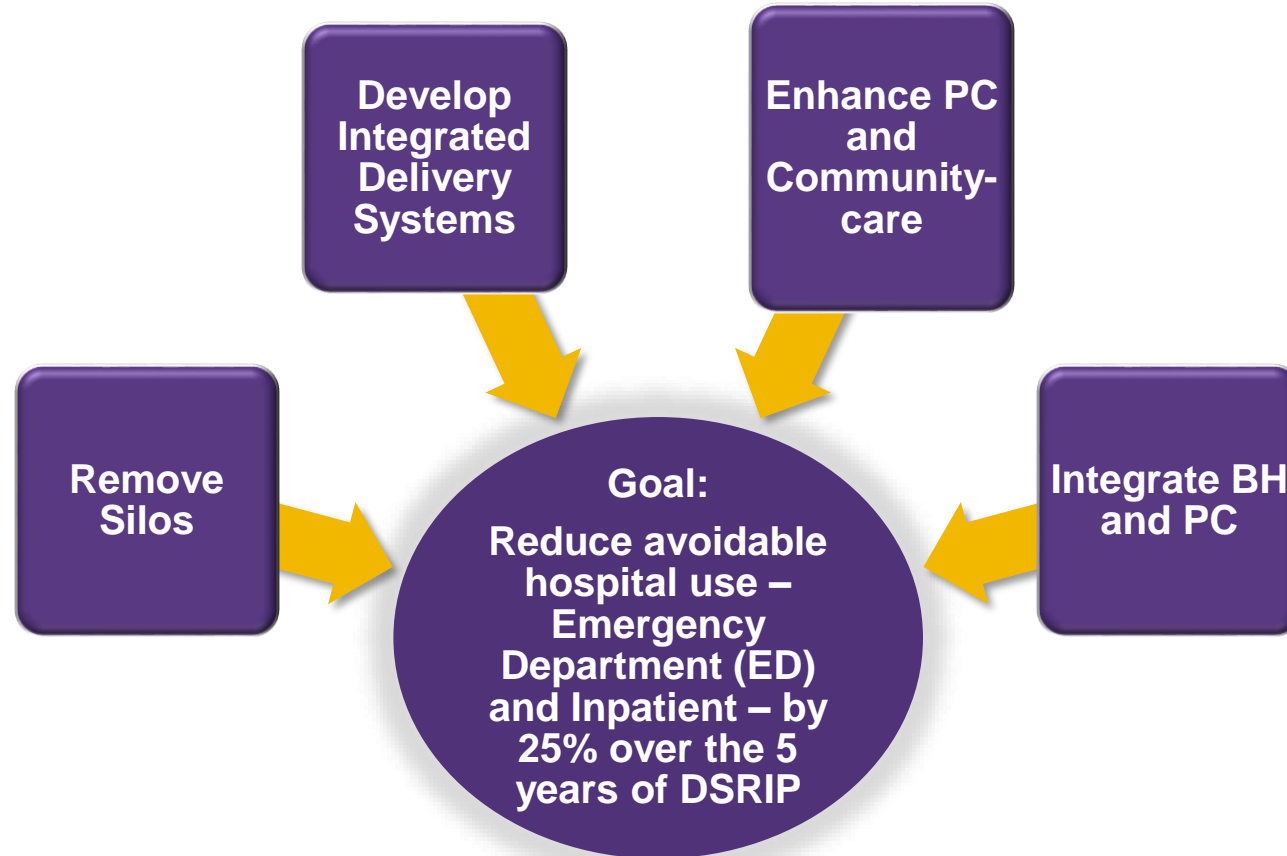 Develop
Integrated
Delivery
Systems
Enhance PC
and
Community-
care
Remove
Silos
Integrate BH
and PC
Goal:
Reduce avoidable
hospital use –
Emergency
Department (ED)
and Inpatient – by
25% over the 5
years of DSRIP